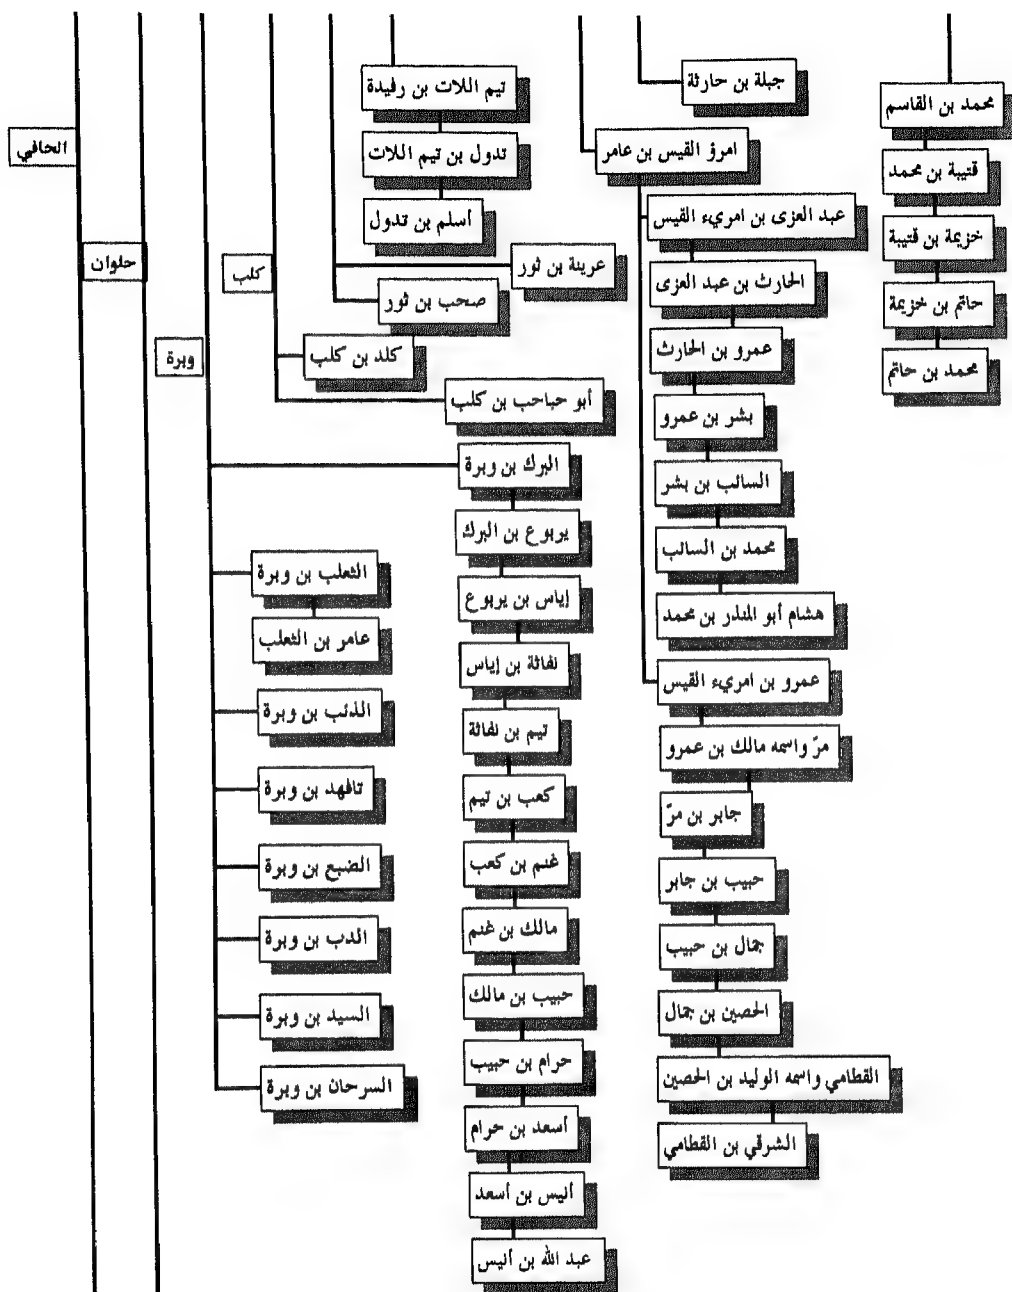 محمد بن القاسم
قتيبة بن محمد
خزيمة بن قتيبة
حاتم بن خزيمة
محمد بن حاتم
جبلة بن حارثة
امرؤ القيس بن عامر
عبد العزى بن امريء القيس
الحارث بن عبد العزى
عمرو بن الحارث
بشر بن عمرو
السائب بن بشر
محمد بن السائب
هشام أبو المنذر بن محمد
عمرو بن امريء القيس
مرّ واسمه مالك بن عمرو
جابر بن مرّ
حبيب بن جابر
جمال بن حبيب
الحصين بن جمال
القطامي واسمه الوليد بن الحصين
الشرقي بن القطامي
تيم اللات بن رفيدة
تدول بن تيم اللات
أسلم بن تدول
عرينة بن ثور
صحب بن ثور
كلب
كلد بن كلب
أبو حباحب بن كلب
البرك بن وبرة
يربوع بن البرك
إياس بن يربوع
نفاثة بن إياس
تيم بن نفاثة
كعب بن تيم
غنم بن كعب
مالك بن غنم
حبيب بن مالك
حرام بن حبيب
أسعد بن حرام
أنيس بن أسعد
عبد الله بن أنيس
وبرة
الثعلب بن وبرة
عامر بن الثعلب
الذئب بن وبرة
تافهد بن وبرة
الضبع بن وبرة
الدب بن وبرة
السيد بن وبرة
السرحان بن وبرة
حلوان
الحافي